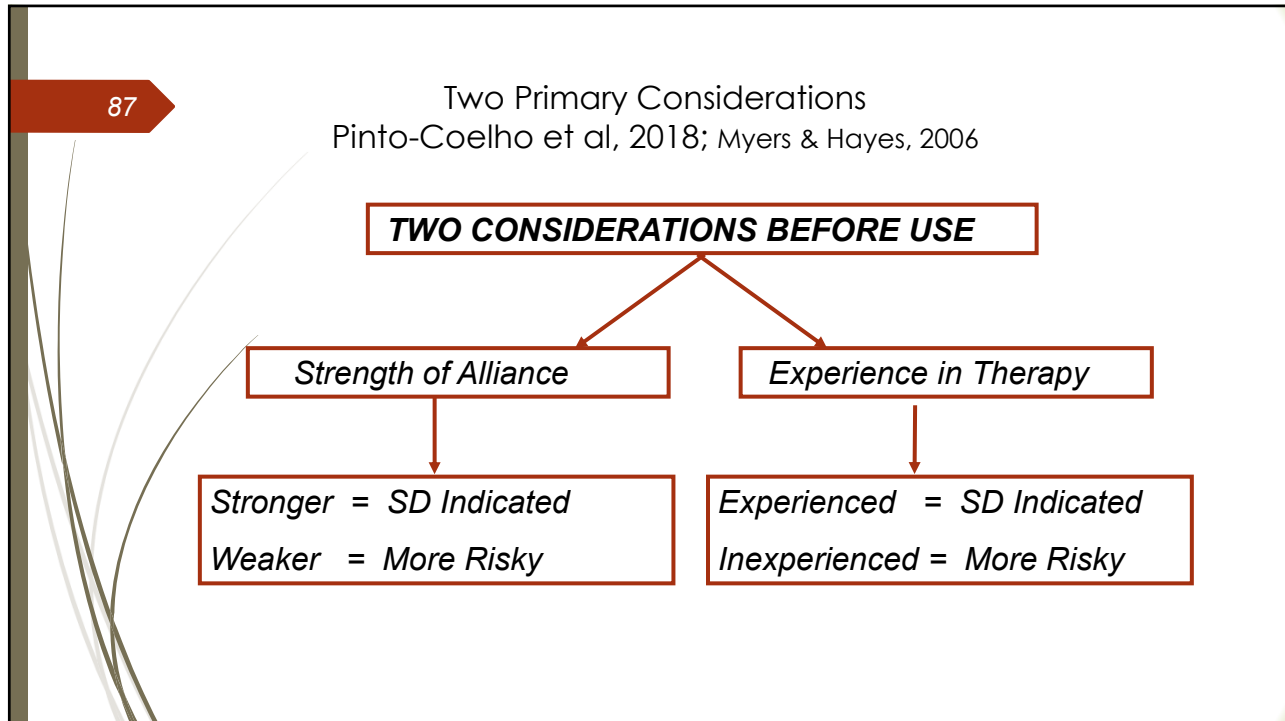 87
Two Primary Considerations
Pinto-Coelho et al, 2018; Myers & Hayes, 2006
TWO CONSIDERATIONS BEFORE USE
Strength of Alliance
Experience in Therapy
Stronger = SD Indicated
Weaker = More Risky
Experienced = SD Indicated
Inexperienced = More Risky